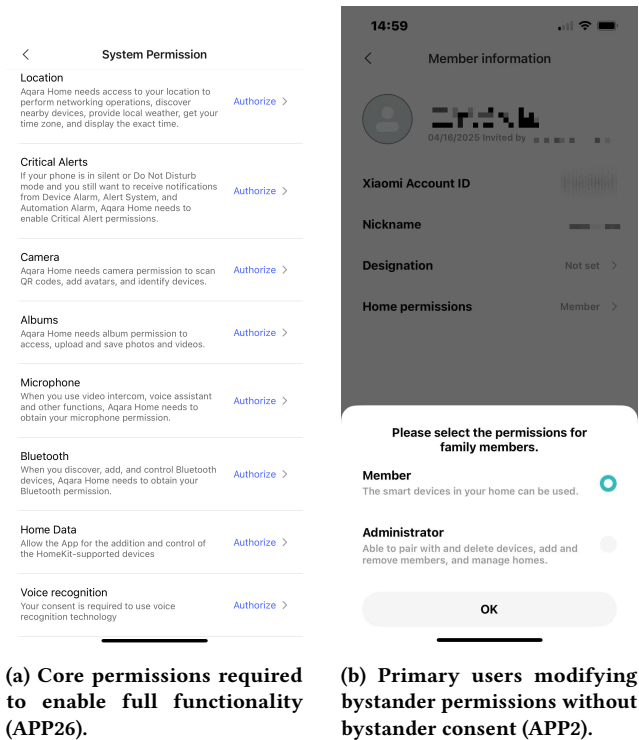 System Permission
Location
Aqara Home needs access to your location to
perform networking operations, discover
nearby devices, provide local weather, get your
time zone, and display the exact time.
Authorize
Critical Alerts
If your phone is in silent or Do Not Disturb
mode and you still want to receive notifications
from Device Alarm, Alert System, and
Automation Alarm, Aqara Home needs to
enable Critical Alert permissions.
Authorize
Camera
Aqara Home needs camera permission to scan
QR codes, add avatars, and identify devices.
Authorize
Albums
Aqara Home needs album permission to
access, upload and save photos and videos.
Authorize
Microphone
When you use video intercom, voice assistant
and other functions, Aqara Home needs to
obtain your microphone permission.
Authorize
Bluetooth
When you discover, add, and control Bluetooth
devices, Aqara Home needs to obtain your
Bluetooth permission.
Authorize
Home Data
Allow the App for the addition and control of
the HomeKit-supported devices
Authorize
Voice recognition
Your consent is required to use voice
recognition technology
Authorize
(a) Core permissions required
to enable full functionality
(APP26).
14:59
Member information
04/16/2025 Invited by
Xiaomi Account ID
Nickname
Designation
Not set
Home permissions
Member
Please select the permissions for
family members.
Member
The smart devices in your home can be used.
Administrator
Able to pair with and delete devices, add and
remove members, and manage homes.
OK
(b) Primary users modifying
bystander permissions without
bystander consent (APP2).